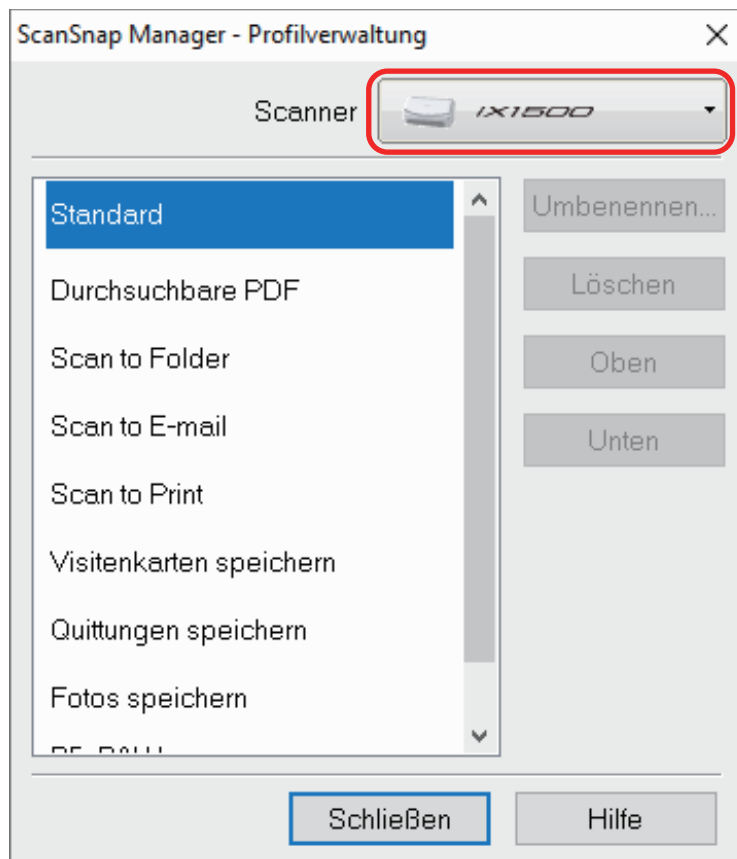 ScanSnap Manager - Profilverwaltung
Scanner iX1500
Standard
Durchsuchbare PDF
Scan to Folder
Scan to E-mail
Scan to Print
Visitenkarten speichern
Quittungen speichern
Fotos speichern
Umbenennen...
Löschen
Oben
Unten
Schließen
Hilfe